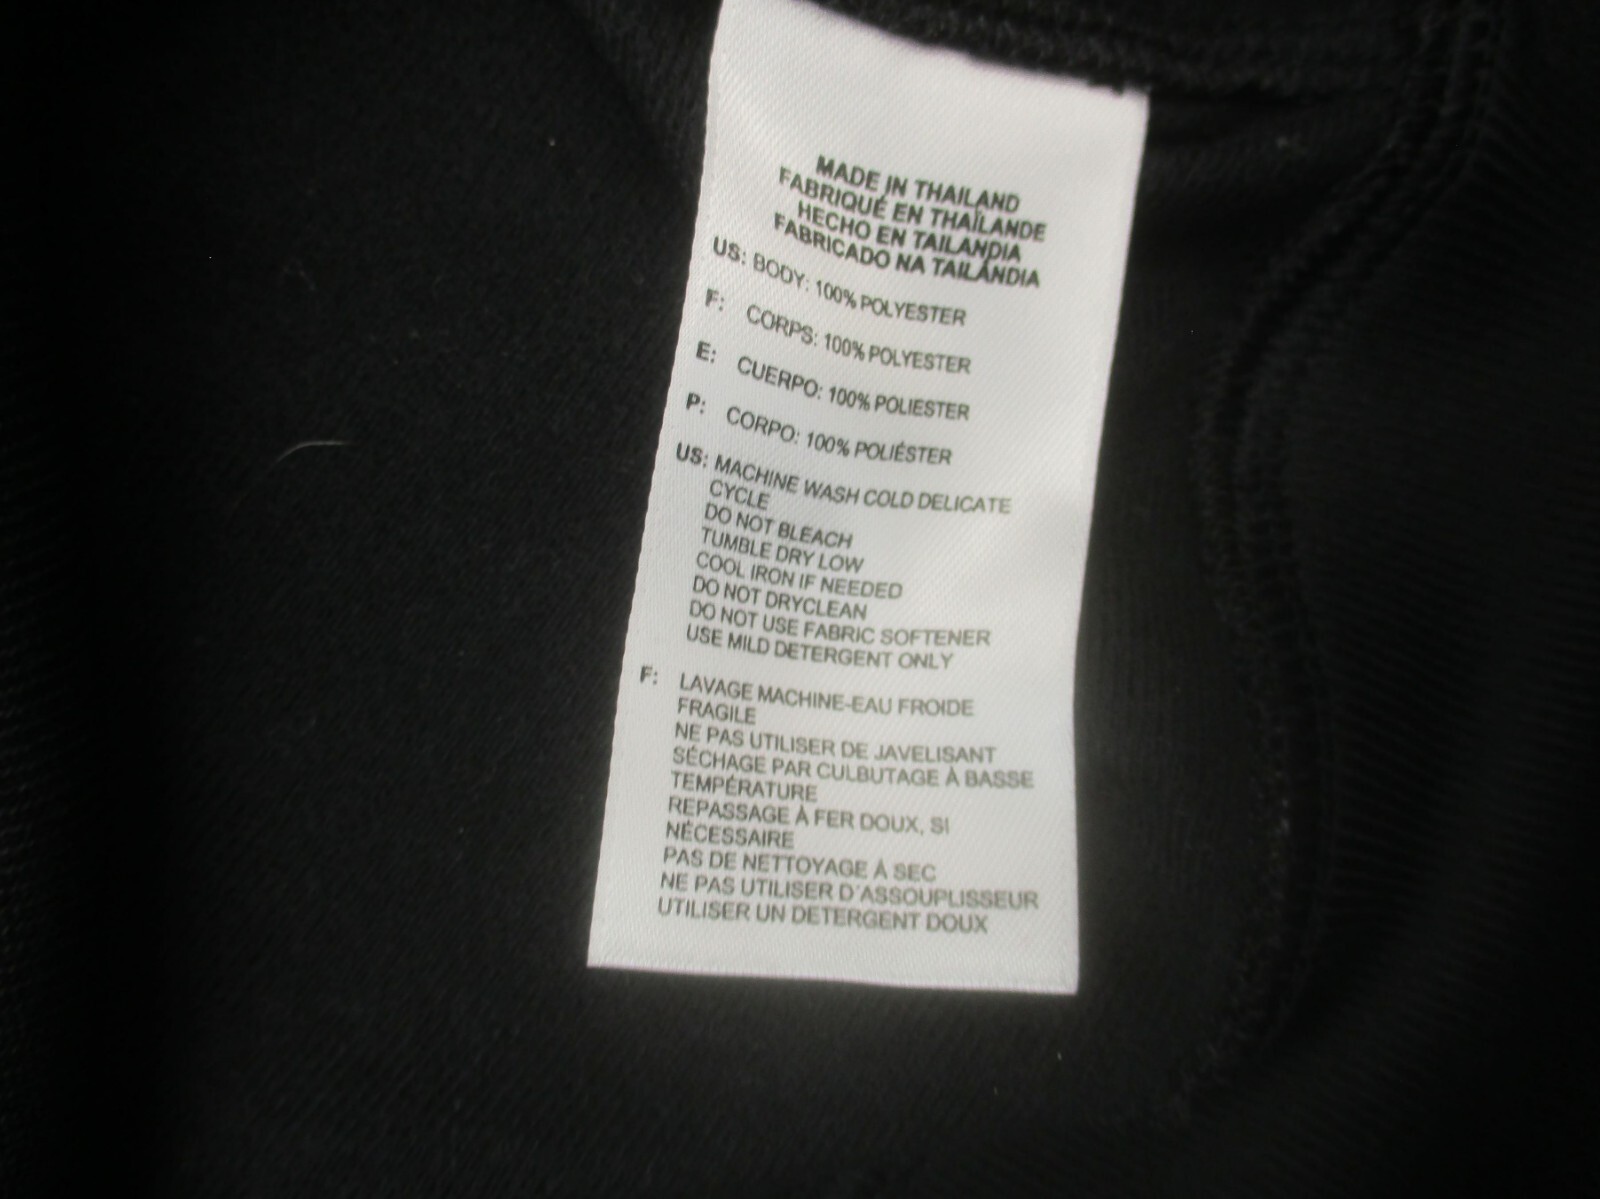 MADE IN THAILAND
FABRIQUÉ EN THAÏLANDE
HECHO EN TAILANDIA
FABRICADO NA TAILÂNDIA
US: BODY: 100% POLYESTER
F: CORPS: 100% POLYESTER
E: CUERPO: 100% POLIESTER
P: CORPO: 100% POLIÉSTER
US: MACHINE WASH COLD DELICATE
CYCLE
DO NOT BLEACH
TUMBLE DRY LOW
COOL IRON IF NEEDED
DO NOT DRYCLEAN
DO NOT USE FABRIC SOFTENER
USE MILD DETERGENT ONLY
F: LAVAGE MACHINE-EAU FROIDE
FRAGILE
NE PAS UTILISER DE JAVELISANT
SÉCHAGE PAR CULBUTAGE À BASSE
TEMPÉRATURE
REPASSAGE À FER DOUX, SI
NÉCESSAIRE
PAS DE NETTOYAGE À SEC
NE PAS UTILISER D'ASSOUPLISSEUR
UTILISER UN DETERGENT DOUX